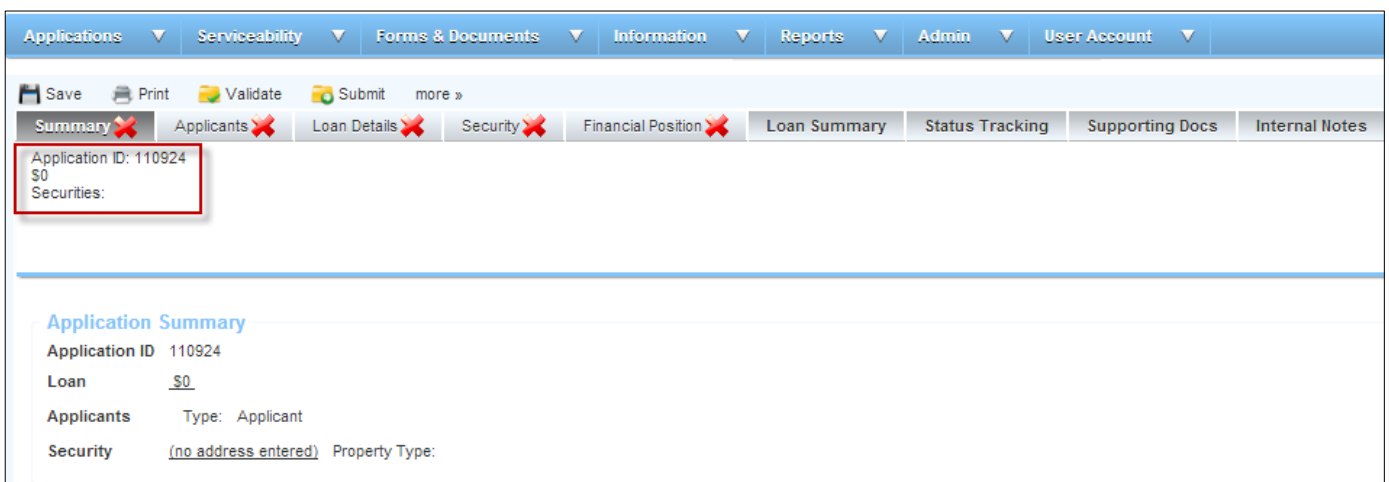 Applications Serviceability Forms & Documents Information Reports Admin User Account
Save Print Validate Submit more »
Summary Applicants Loan Details Security Financial Position Loan Summary Status Tracking Supporting Docs Internal Notes
Application ID: 110924
$0
Securities:
Application Summary
Application ID 110924
Loan $0
Applicants Type: Applicant
Security (no address entered) Property Type: